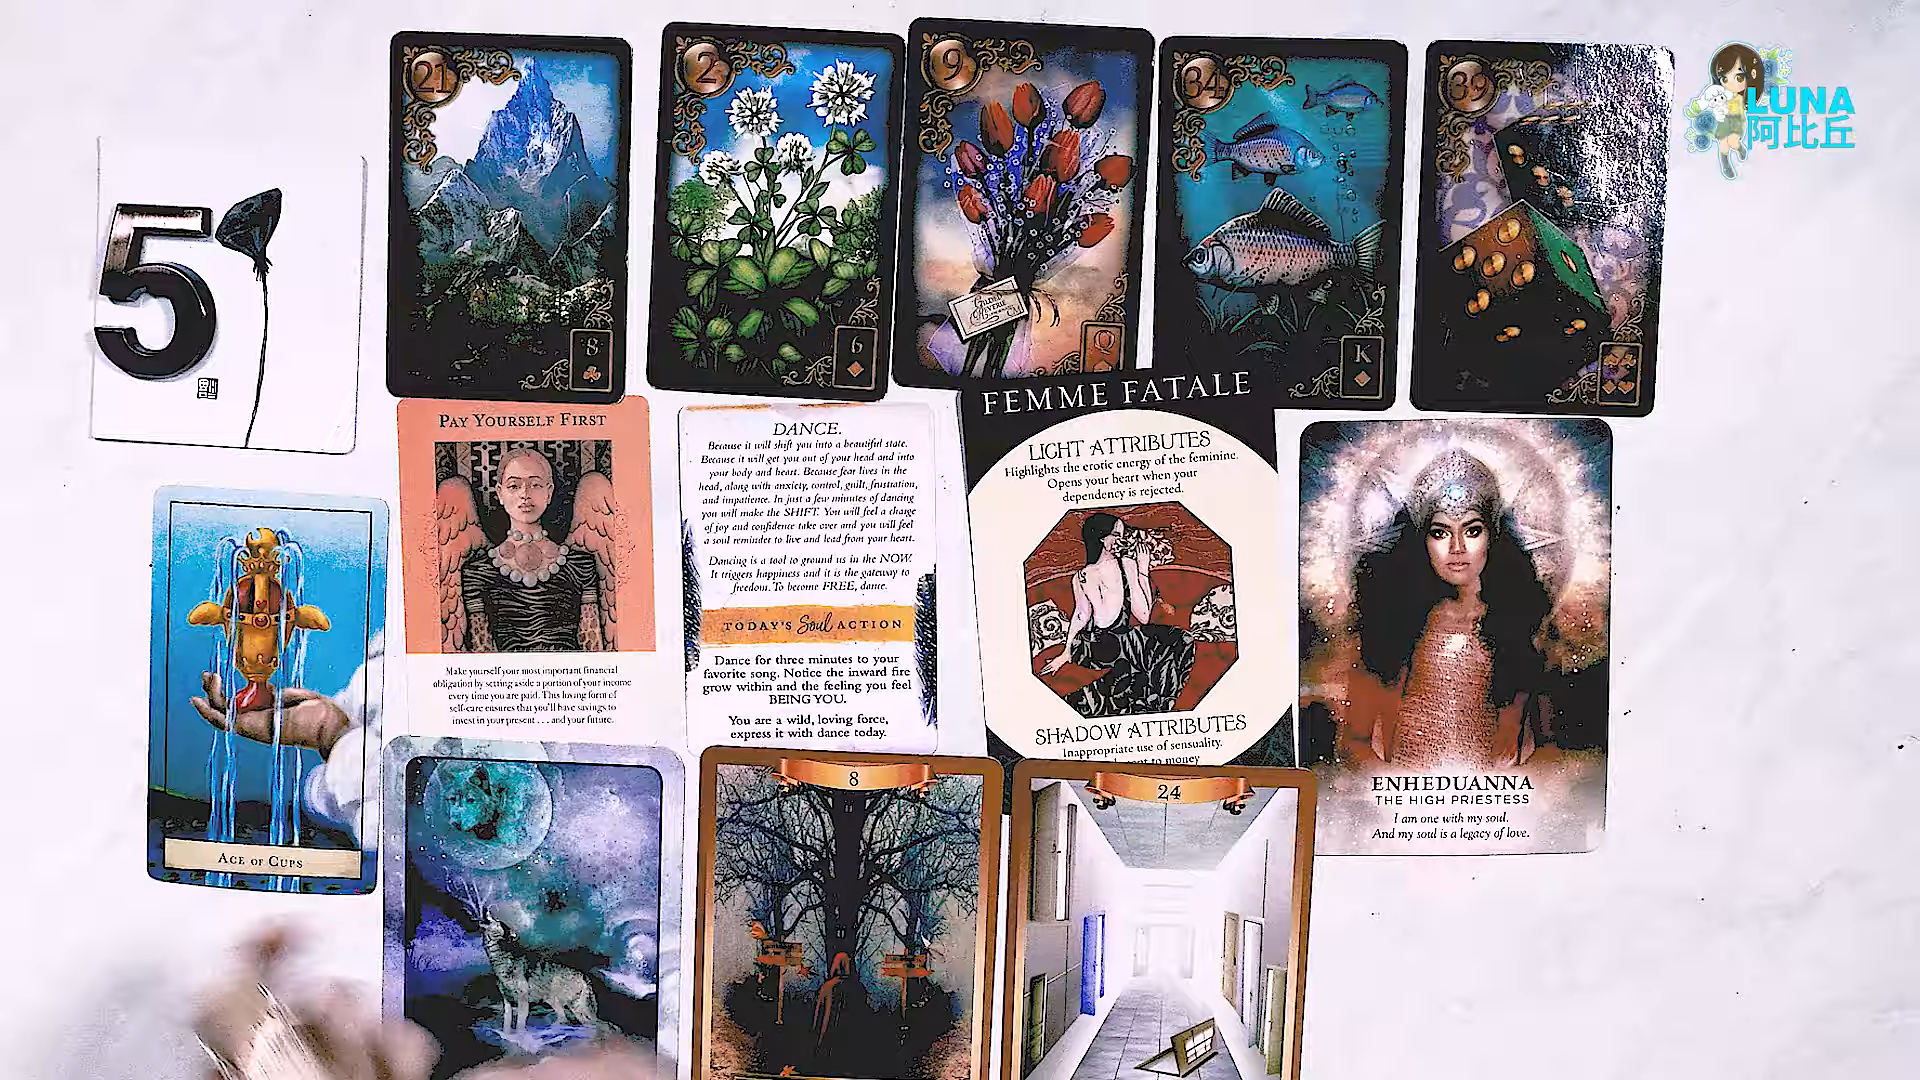 21
2
9
34
39
LUNA
阿比丘
5
8
6
Q
K
GILDED
REVERIE
FEMME FATALE
LIGHT ATTRIBUTES
Highlights the erotic energy of the feminine.
Opens your heart when your
dependency is rejected.
SHADOW ATTRIBUTES
Inappropriate use of sensuality.
to money
PAY YOURSELF FIRST
Make yourself your most important financial
obligation by setting aside a portion of your income
every time you are paid. This loving form of
self-care ensures that you'll have savings to
invest in your present . . . and your future.
DANCE.
Because it will shift you into a beautiful state.
Because it will get you out of your head and into
your body and heart. Because fear lives in the
head, along with anxiety, control, guilt, frustration,
and impatience. In just a few minutes of dancing
you will make the SHIFT. You will feel a charge
of joy and confidence take over and you will feel
a soul reminder to live and lead from your heart.
Dancing is a tool to ground us in the NOW.
It triggers happiness and it is the gateway to
freedom. To become FREE, dance.
TODAY'S Soul ACTION
Dance for three minutes to your
favorite song. Notice the inward fire
grow within and the feeling you feel
BEING YOU.
You are a wild, loving force,
express it with dance today.
ENHEDUANNA
THE HIGH PRIESTESS
I am one with my soul.
And my soul is a legacy of love.
ACE OF CUPS
8
24